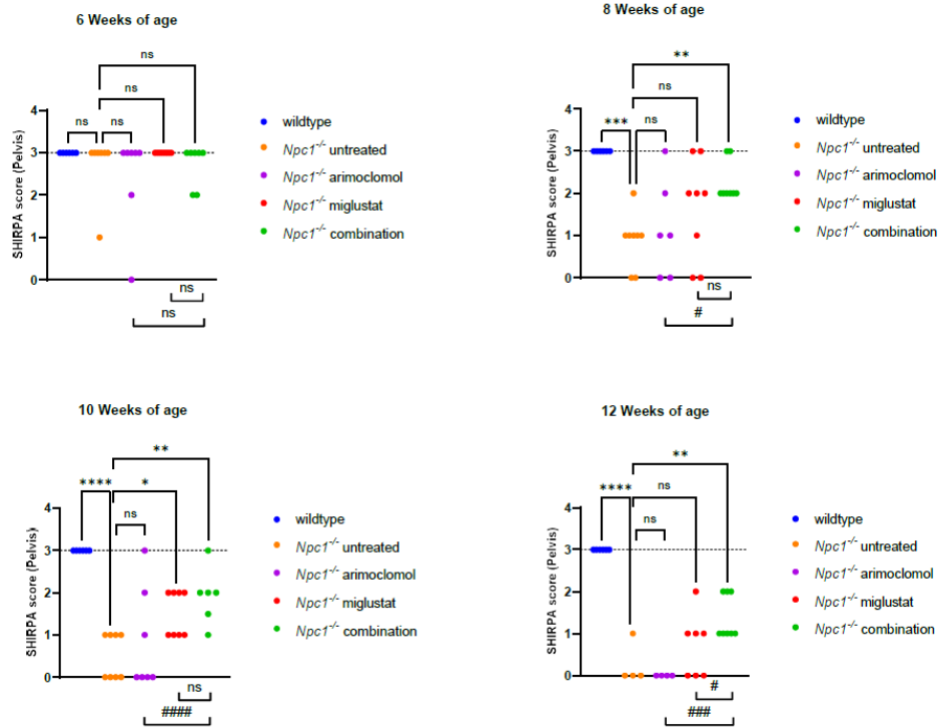 6 Weeks of age
ns
ns
ns
ns
SHIRPA score (Pelvis)
4
3
2
1
0
wildtype
Npc1-/- untreated
Npc1-/- arimoclomol
Npc1-/- miglustat
Npc1-/- combination
ns
ns
8 Weeks of age
**
ns
***
ns
SHIRPA score (Pelvis)
4
3
2
1
0
wildtype
Npc1-/- untreated
Npc1-/- arimoclomol
Npc1-/- miglustat
Npc1-/- combination
ns
#
10 Weeks of age
**
****
*
ns
SHIRPA score (Pelvis)
4
3
2
1
0
wildtype
Npc1-/- untreated
Npc1-/- arimoclomol
Npc1-/- miglustat
Npc1-/- combination
ns
####
12 Weeks of age
**
****
ns
ns
SHIRPA score (Pelvis)
4
3
2
1
0
wildtype
Npc1-/- untreated
Npc1-/- arimoclomol
Npc1-/- miglustat
Npc1-/- combination
#
###